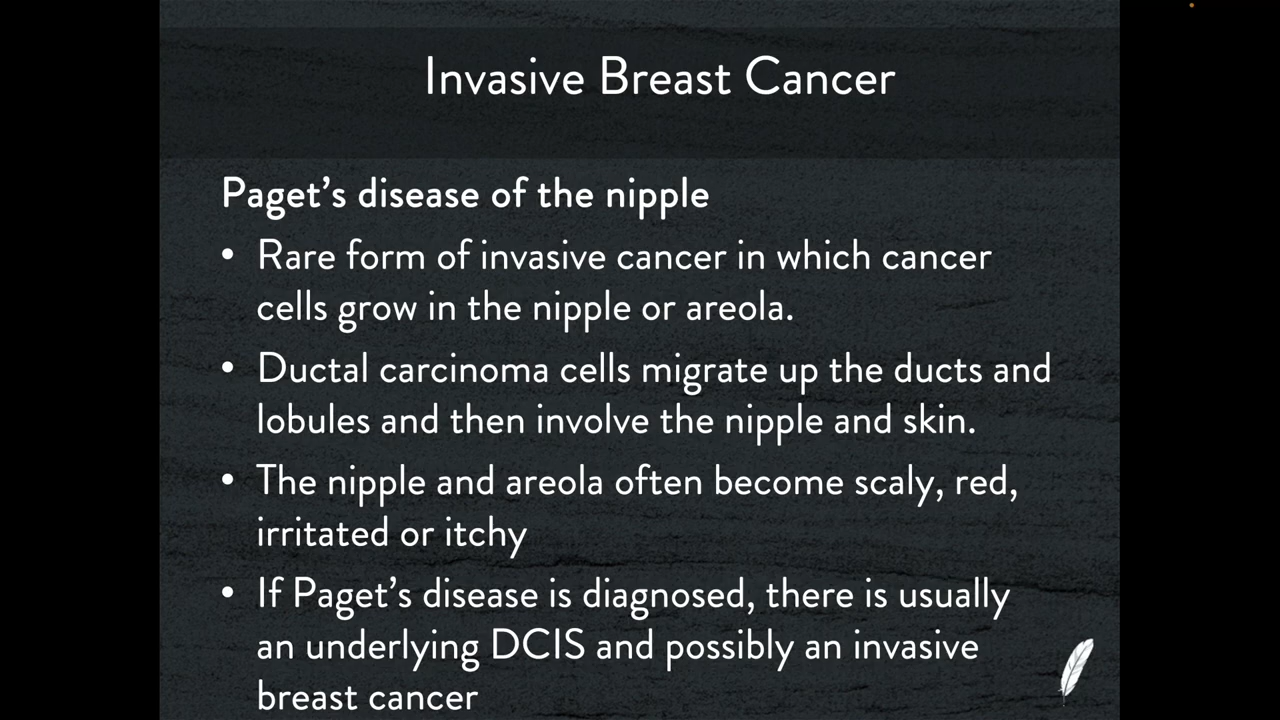 Invasive Breast Cancer
Paget’s disease of the nipple
• Rare form of invasive cancer in which cancer
cells grow in the nipple or areola.
• Ductal carcinoma cells migrate up the ducts and
lobules and then involve the nipple and skin.
• The nipple and areola often become scaly, red,
irritated or itchy
• If Paget’s disease is diagnosed, there is usually
an underlying DCIS and possibly an invasive
breast cancer